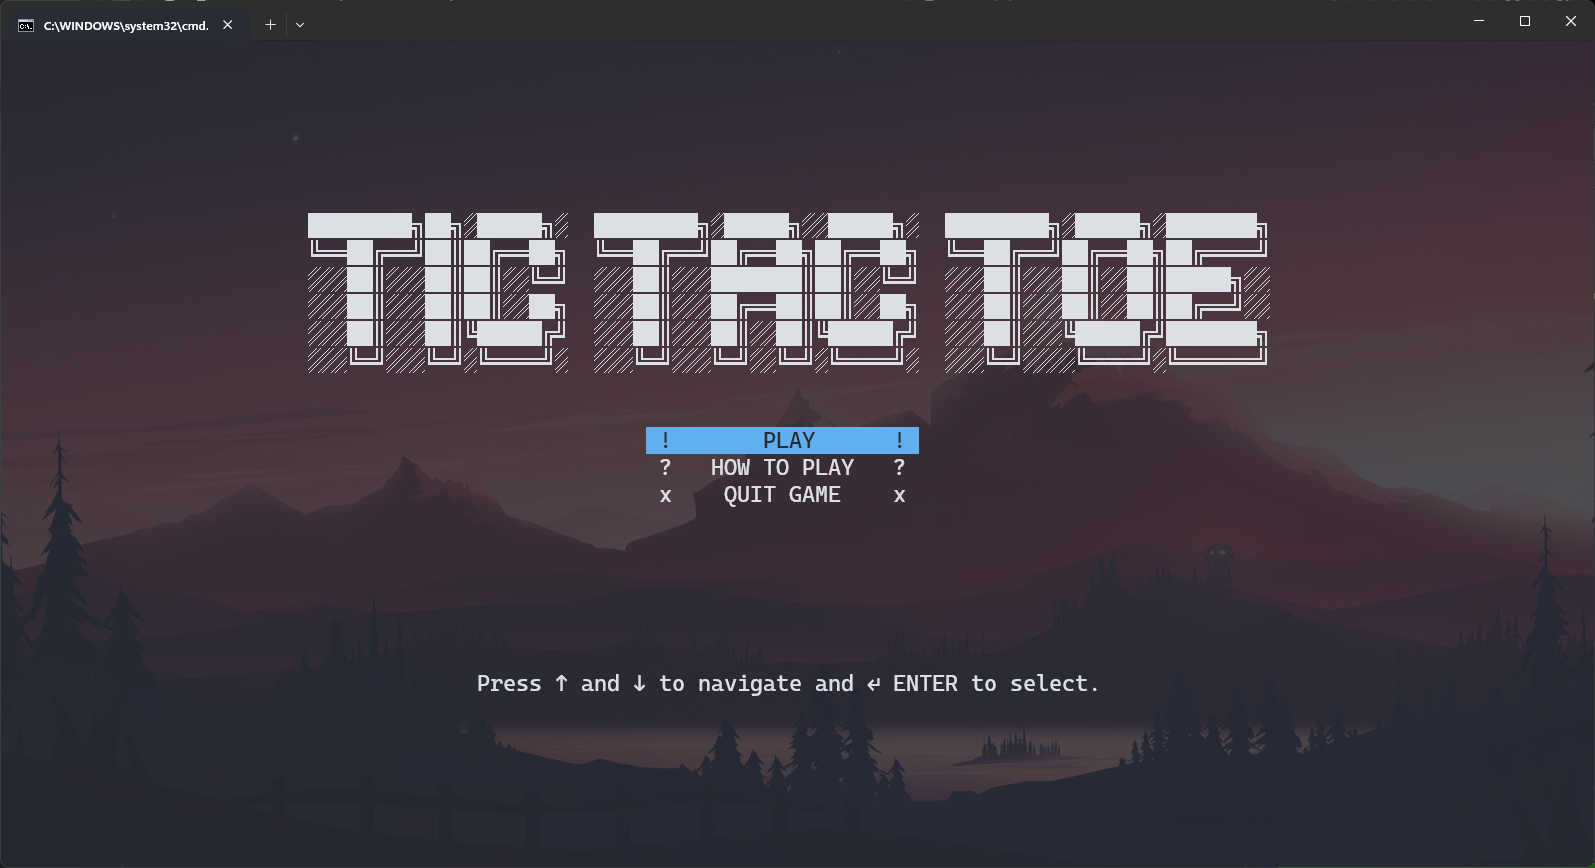 C:\WINDOWS\system32\cmd.
TIC TAC TOE
! PLAY !
? HOW TO PLAY ?
x QUIT GAME x
Press ↑ and ↓ to navigate and ↵ ENTER to select.